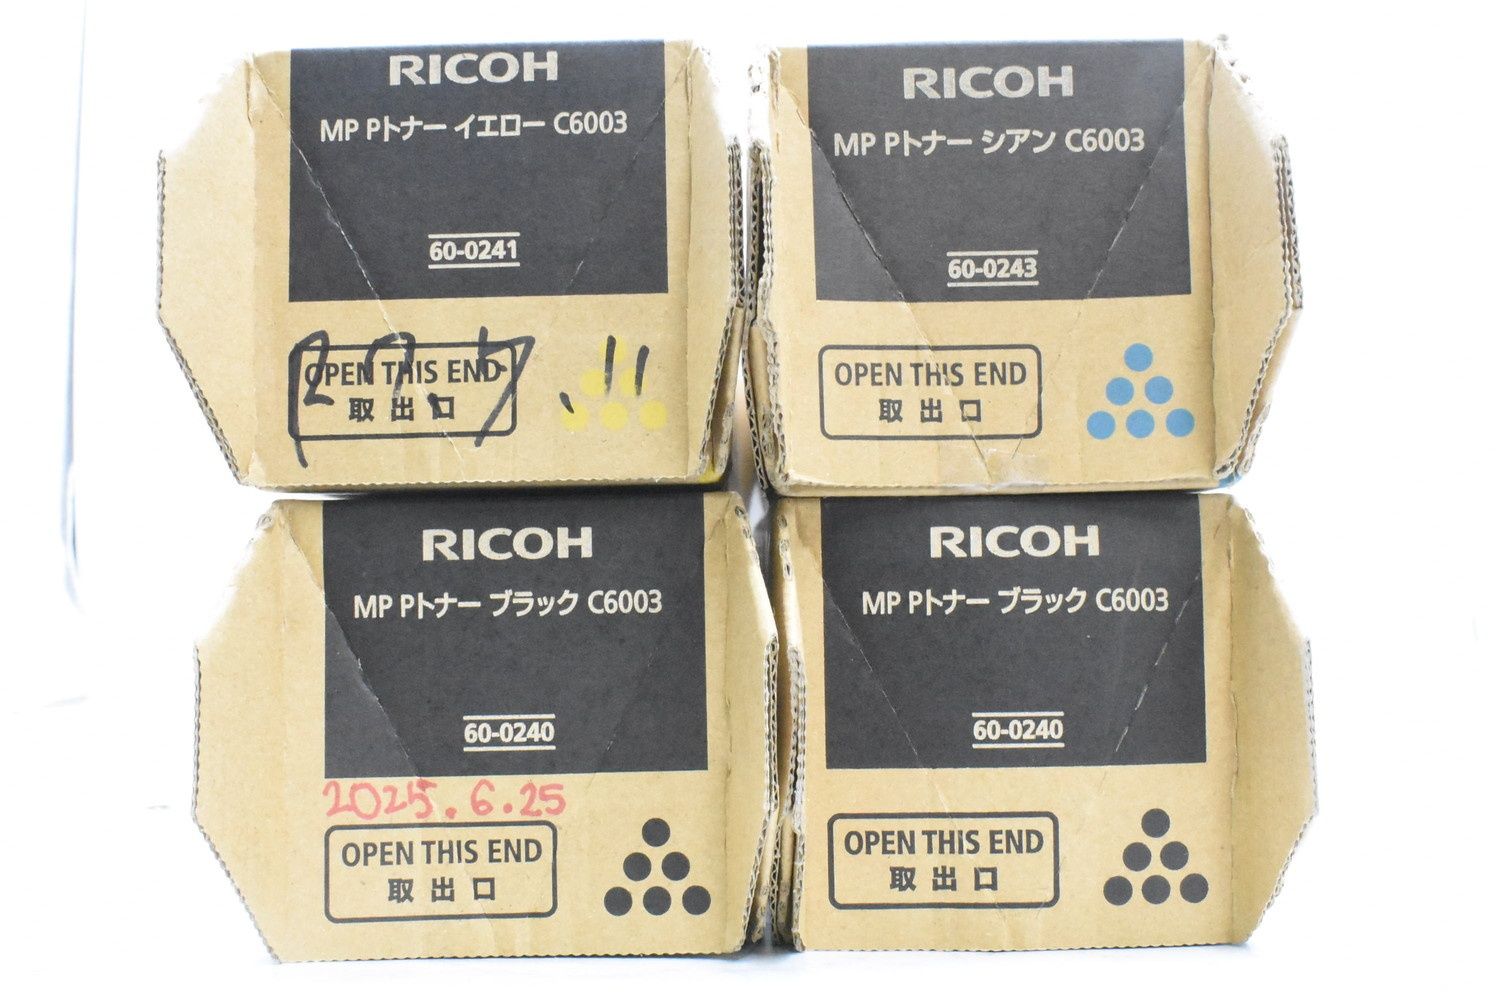 RICOH
MP Pトナー イエロー C6003
60-0241
R7.7.11
OPEN THIS END
取出口
RICOH
MP Pトナー シアン C6003
60-0243
OPEN THIS END
取出口
RICOH
MP Pトナー ブラック C6003
60-0240
2025.6.25
OPEN THIS END
取出口
RICOH
MP Pトナー ブラック C6003
60-0240
OPEN THIS END
取出口